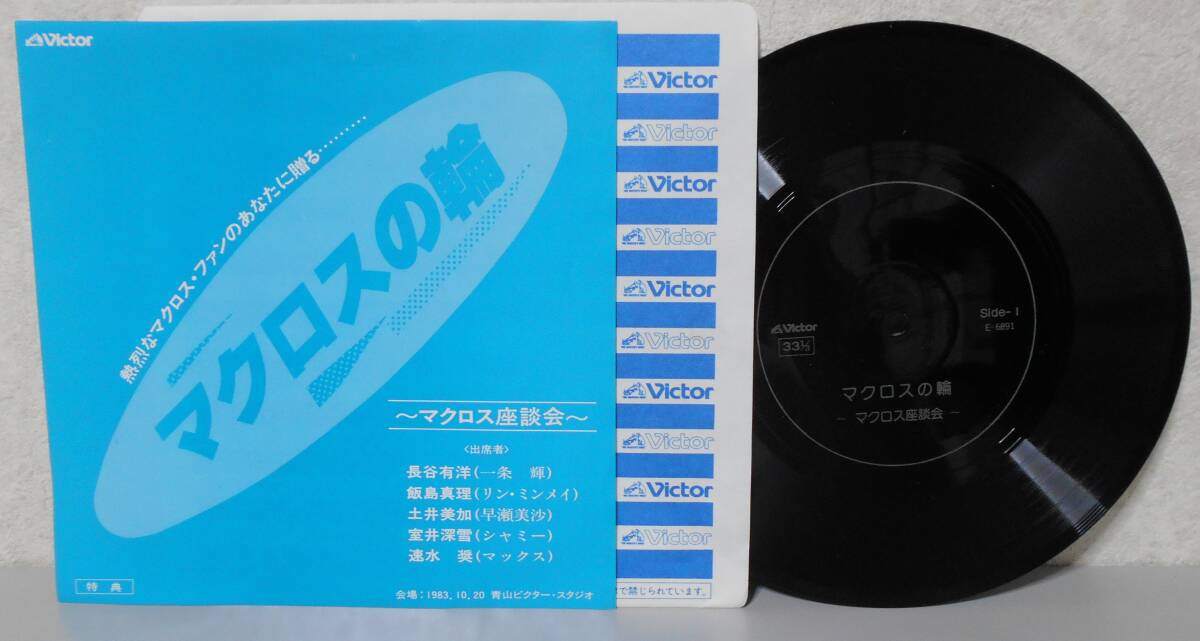 Victor
熱烈なマクロス・ファンのあなたに贈る………
マクロスの輪
～マクロス座談会～
〈出席者〉
長谷有洋(一条 輝)
飯島真理(リン・ミンメイ)
土井美加(早瀬美沙)
室井深雪(シャミー)
速水 奨(マックス)
特典
会場:1983.10.20 青山ビクター・スタジオ
Victor
Victor
Victor
Victor
Victor
Victor
Victor
Victor
Victor
Victor
で禁じられています。
Victor
33⅓
Side-1
E-6891
マクロスの輪
- マクロス座談会 -